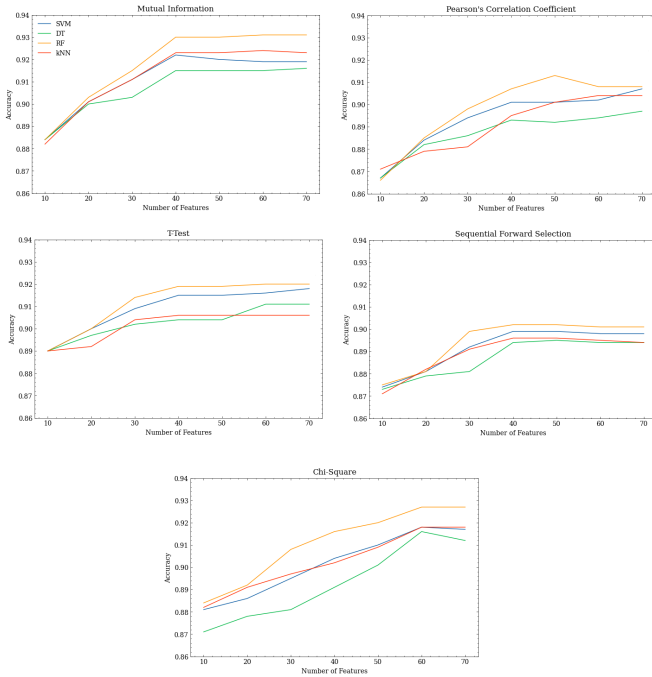 Mutual Information
0.94
0.93
0.92
0.91
0.90
0.89
0.88
0.87
0.86
Accuracy
SVM
DT
RF
kNN
10 20 30 40 50 60 70
Number of Features
Pearson's Correlation Coefficient
0.94
0.93
0.92
0.91
0.90
0.89
0.88
0.87
0.86
Accuracy
10 20 30 40 50 60 70
Number of Features
T-Test
0.94
0.93
0.92
0.91
0.90
0.89
0.88
0.87
0.86
Accuracy
10 20 30 40 50 60 70
Number of Features
Sequential Forward Selection
0.94
0.93
0.92
0.91
0.90
0.89
0.88
0.87
0.86
Accuracy
10 20 30 40 50 60 70
Number of Features
Chi-Square
0.94
0.93
0.92
0.91
0.90
0.89
0.88
0.87
0.86
Accuracy
10 20 30 40 50 60 70
Number of Features